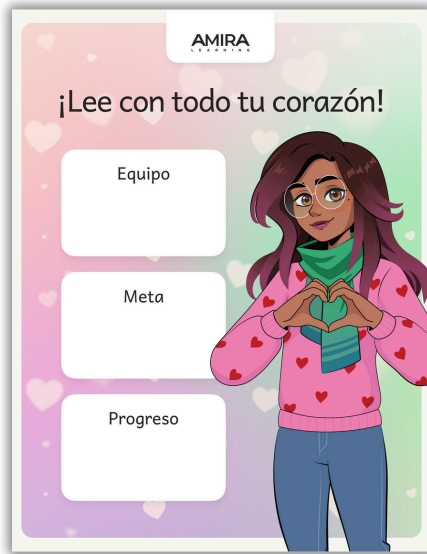 AMIRA
LEARNING
¡Lee con todo tu corazón!
Equipo
Meta
Progreso